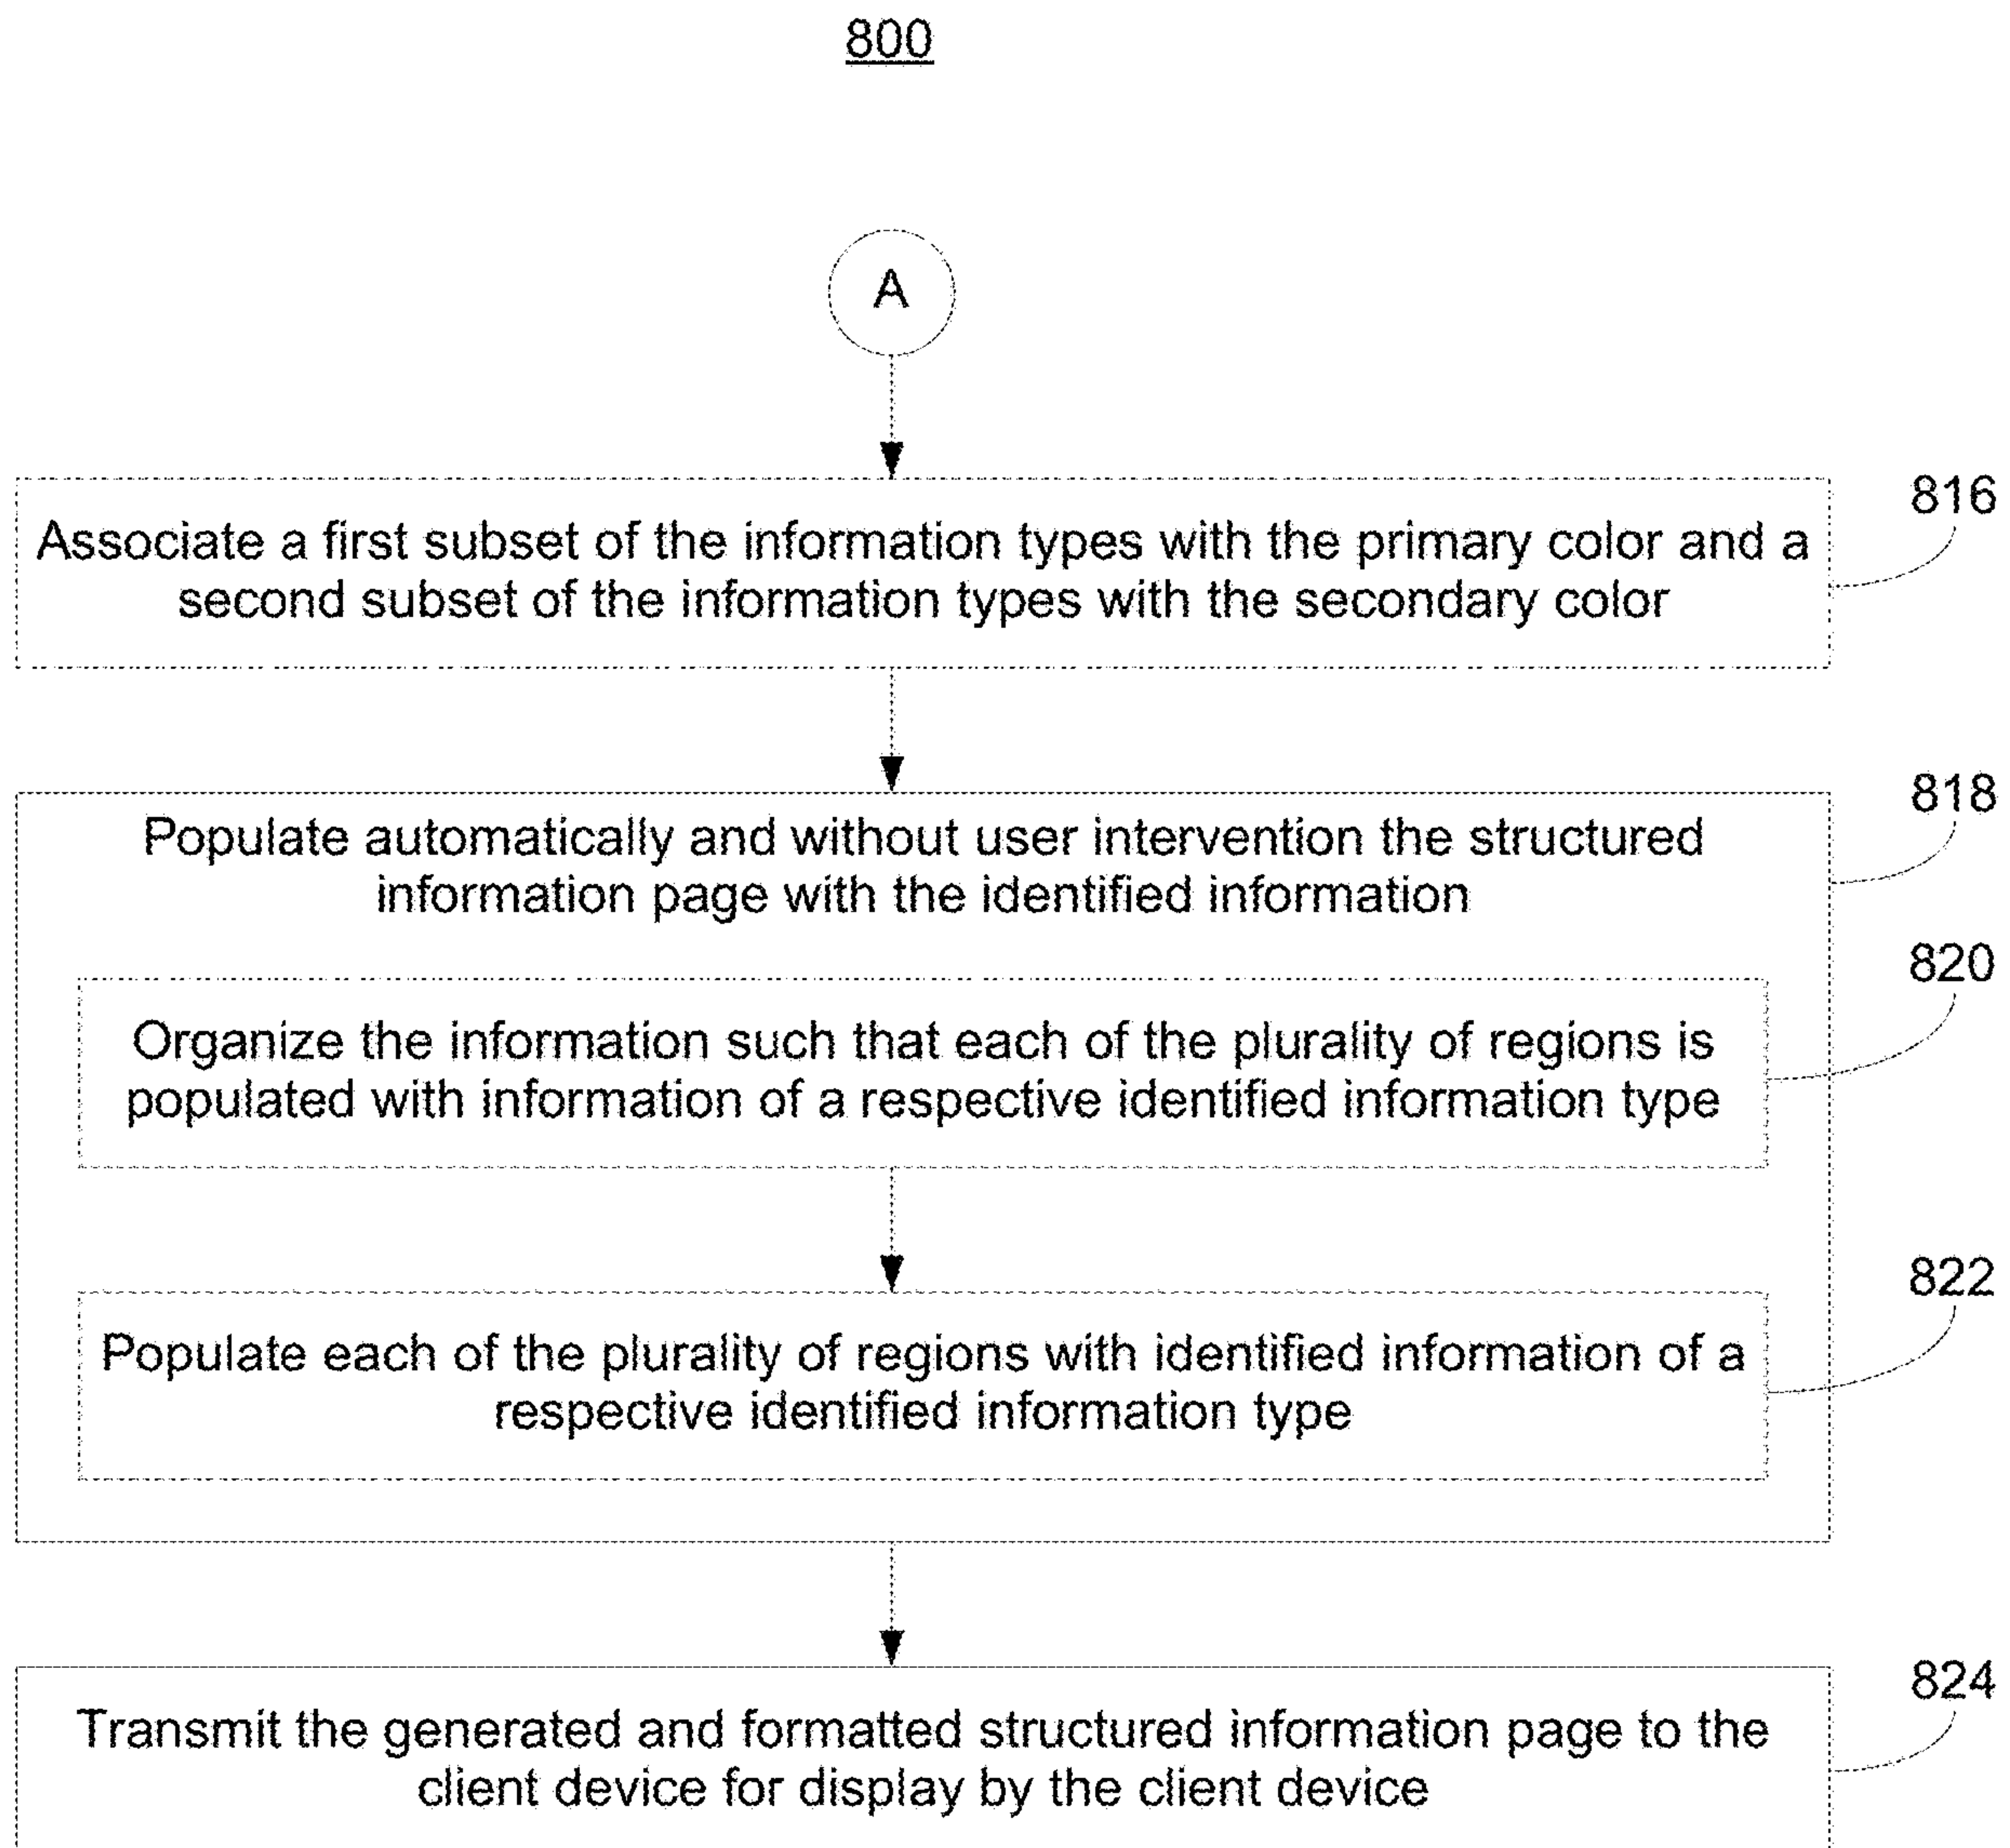 800
A
816
Associate a first subset of the information types with the primary color and a
second subset of the information types with the secondary color
818
Populate automatically and without user intervention the structured
information page with the identified information
820
Organize the information such that each of the plurality of regions is
populated with information of a respective identified information type
822
Populate each of the plurality of regions with identified information of a
respective identified information type
824
Transmit the generated and formatted structured information page to the
client device for display by the client device